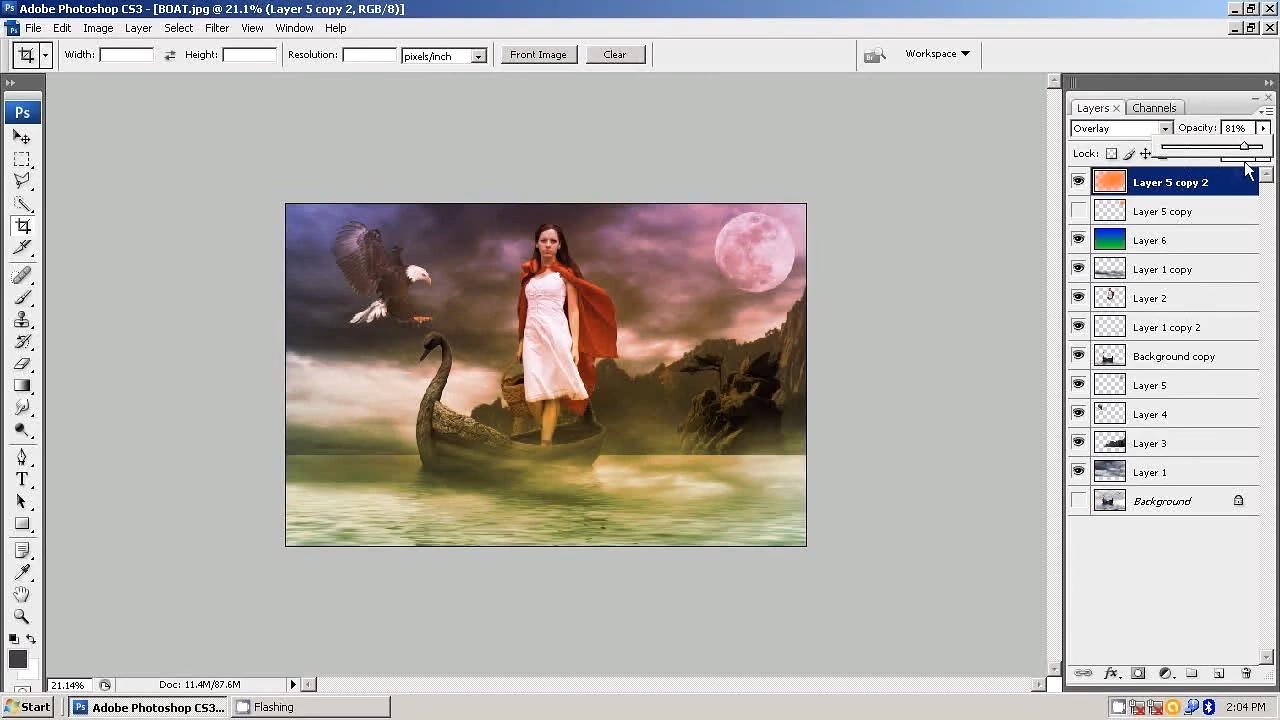 Adobe Photoshop CS3 - [BOAT.jpg @ 21.1% (Layer 5 copy 2, RGB/8)]
File Edit Image Layer Select Filter View Window Help
Width: Height: Resolution: pixels/inch Front Image Clear Br Workspace
Ps
Layers Channels
Overlay Opacity: 81%
Lock:
Layer 5 copy 2
Layer 5 copy
Layer 6
Layer 1 copy
Layer 2
Layer 1 copy 2
Background copy
Layer 5
Layer 4
Layer 3
Layer 1
Background
21.14% Doc: 11.4M/87.6M
Start Ps Adobe Photoshop CS3... Flashing 2:04 PM